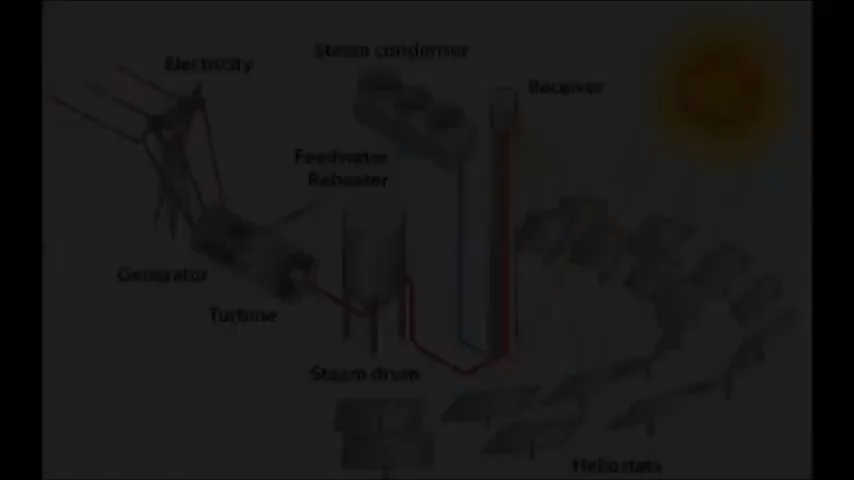 Steam condenser
Electricity
Receiver
Feedwater
Reheater
Generator
Turbine
Steam drum
Heliostats